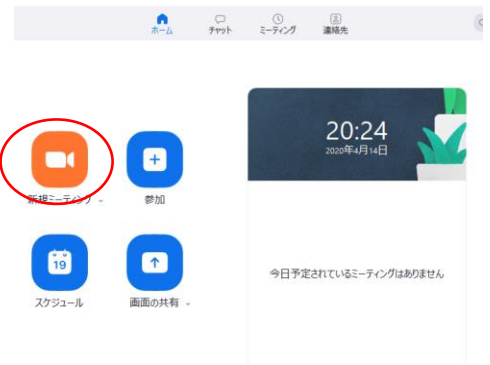 ホーム
チャット
ミーティング
連絡先
20:24
2020年4月14日
新規ミーティング
参加
19
スケジュール
画面の共有
今日予定されているミーティングはありません